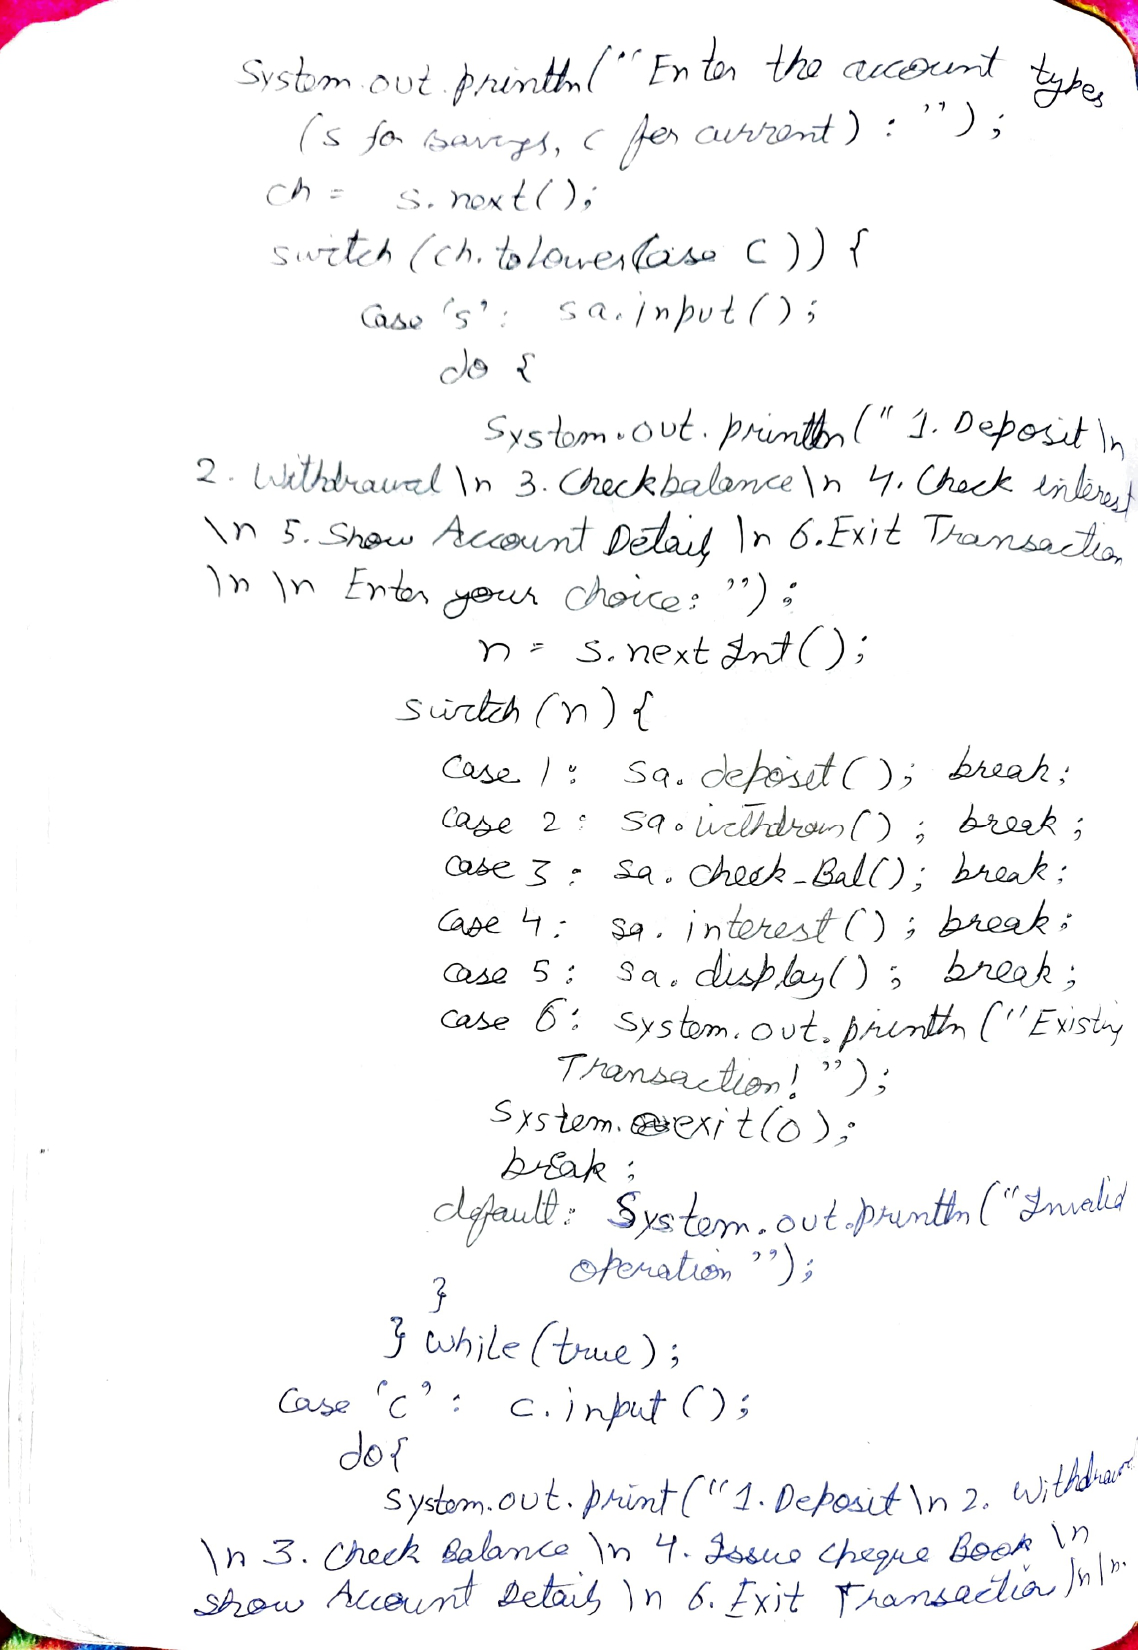 System.out.println("Enter the account types
(s for savings, c for current) : ");
ch = s.next();
switch (ch.toLowerCase C)) {
Case 's': sa.input();
do {
System.out.println(" 1. Deposit \n
2. Withdrawal \n 3. Check balance \n 4. Check interest
\n 5. Show Account Details \n 6. Exit Transaction
\n \n Enter your choice: ");
n = s.nextInt();
switch (n) {
Case 1: sa.deposit(); break;
Case 2: sa.withdraw(); break;
Case 3: sa.check_Bal(); break;
Case 4: sa.interest(); break;
Case 5: sa.display(); break;
Case 6: System.out.println("Existing
Transaction! ");
System.exit(0);
break;
default: System.out.println("Invalid
operation ");
}
} while (true);
Case 'c': c.input();
do {
System.out.print("1. Deposit \n 2. Withdrawal
\n 3. Check Balance \n 4. Issue Cheque Book \n
Show Account Details \n 6. Exit Transaction \n \n.